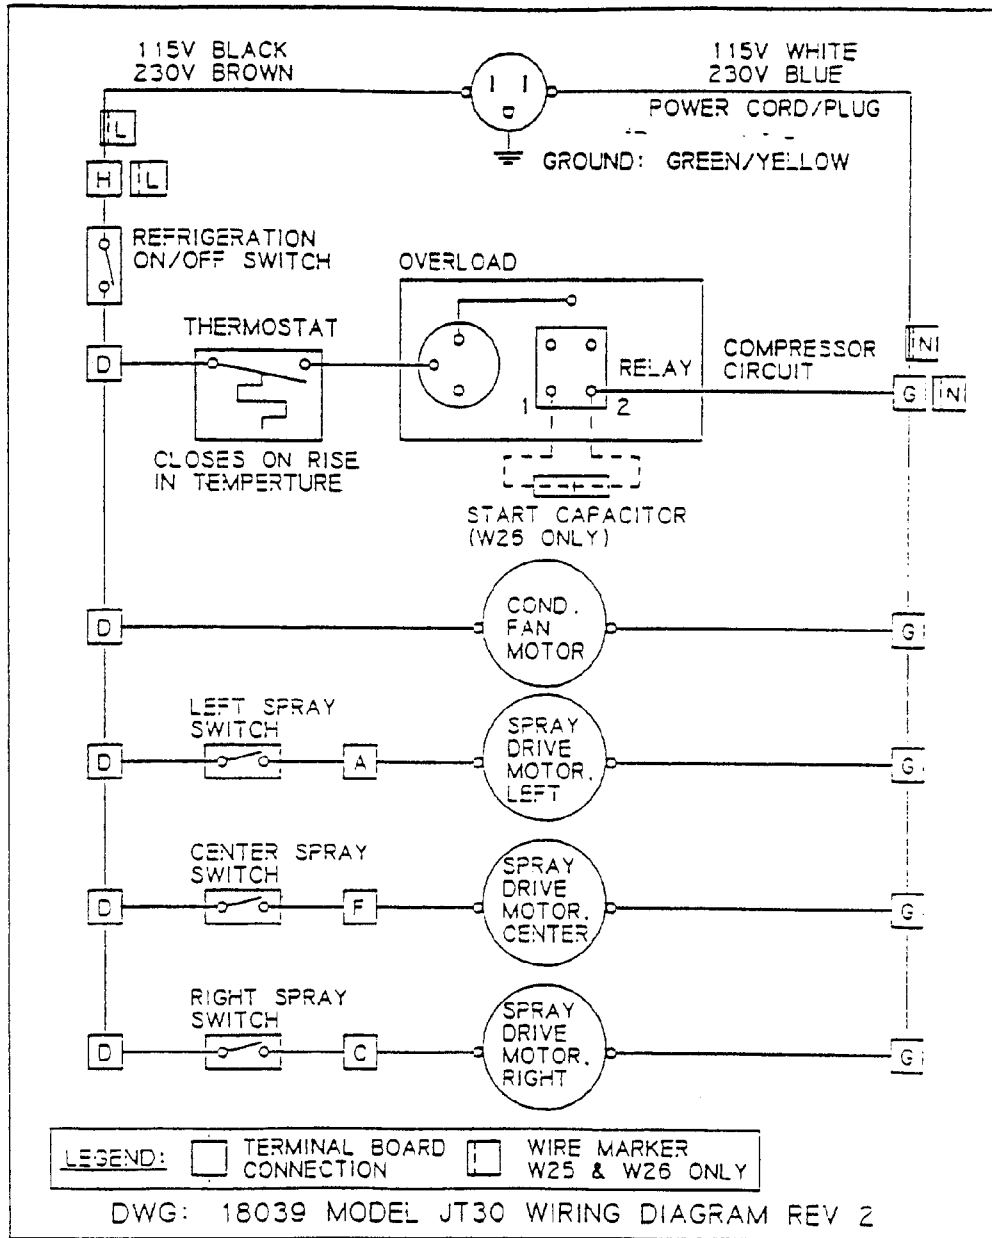 115V BLACK
230V BROWN
115V WHITE
230V BLUE
POWER CORD/PLUG
GROUND: GREEN/YELLOW
L
H
L
REFRIGERATION
ON/OFF SWITCH
OVERLOAD
THERMOSTAT
D
RELAY
COMPRESSOR
CIRCUIT
N
G
N
1
2
CLOSES ON RISE
IN TEMPERTURE
START CAPACITOR
(W26 ONLY)
D
COND.
FAN
MOTOR
G
LEFT SPRAY
SWITCH
D
A
SPRAY
DRIVE
MOTOR,
LEFT
G
CENTER SPRAY
SWITCH
D
F
SPRAY
DRIVE
MOTOR,
CENTER
G
RIGHT SPRAY
SWITCH
D
C
SPRAY
DRIVE
MOTOR,
RIGHT
G
LEGEND:
TERMINAL BOARD
CONNECTION
WIRE MARKER
W25 & W26 ONLY
DWG: 18039 MODEL JT30 WIRING DIAGRAM REV 2